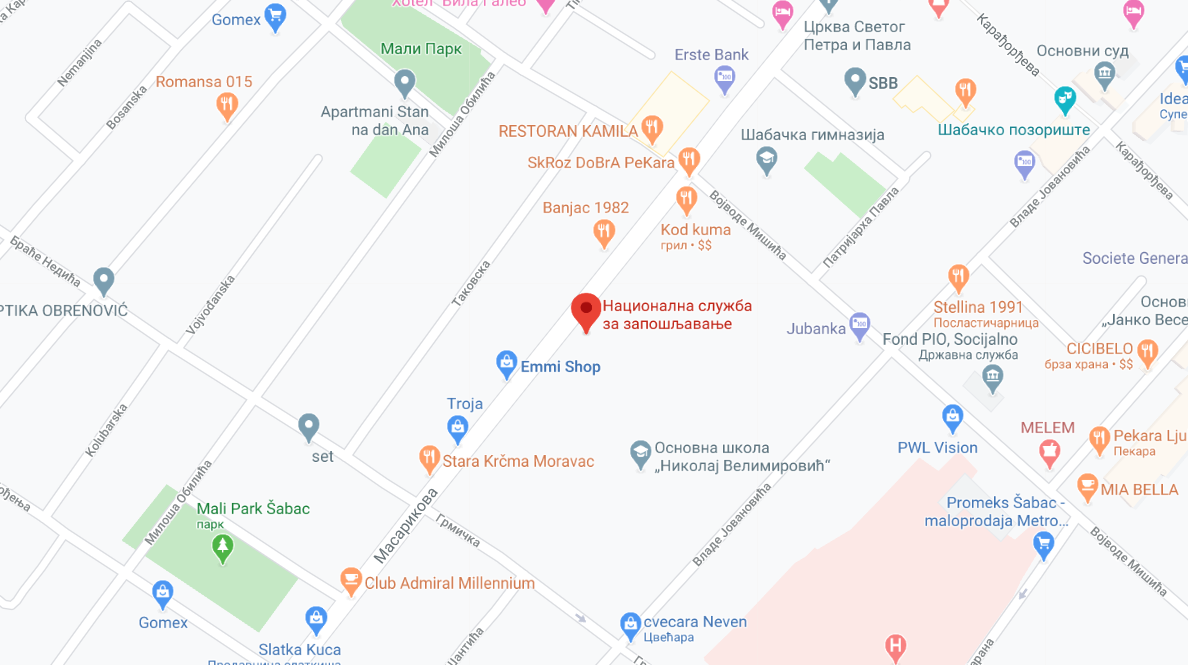 Хотел "Вила Галеб"
Gomex
Мали Парк
Erste Bank
Црква Светог
Петра и Павла
Карађорђева
Основни суд
Nemanjina
Romansa 015
Bosanska
Apartmani Stan
na dan Ana
Милоша Обилића
RESTORAN KAMILA
SBB
Idea
Супе
Шабачка гимназија
Шабачко позориште
SkRoz DoBrA PeKara
Banjac 1982
Kod kuma
грил • $$
Војводе Мишића
Патријарха Павла
Владе Јовановића
Карађорђева
Браће Недића
Vojvođanska
Таковска
Societe Genera
PTIKA OBRENOVIĆ
Национална служба
за запошљавање
Stellina 1991
Посластичарница
Основ
„Јанко Весе
Jubanka
Fond PIO, Socijalno
Државна служба
CICIBELO
брза храна • $$
Emmi Shop
Troja
Kolubarska
set
Stara Krčma Moravac
Основна школа
„Николај Велимировић“
PWL Vision
MELEM
Pekara Lju
Пекара
MIA BELLA
ђорђења
Милоша Обилића
Mali Park Šabac
парк
Масарикова
Грмичка
Владе Јовановића
Promeks Šabac -
maloprodaja Metro...
Војводе Мишића
Club Admiral Millennium
Gomex
Slatka Kuca
Продавница слаткиша
cvecara Neven
Цвећара
H